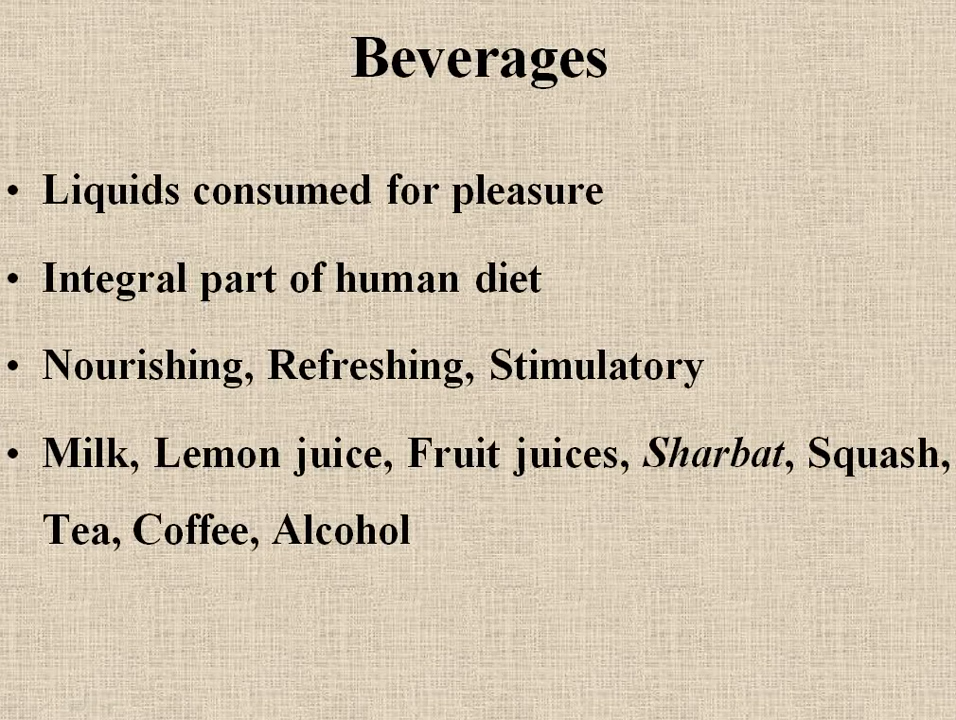 Beverages
• Liquids consumed for pleasure
• Integral part of human diet
• Nourishing, Refreshing, Stimulatory
• Milk, Lemon juice, Fruit juices, Sharbat, Squash,
Tea, Coffee, Alcohol